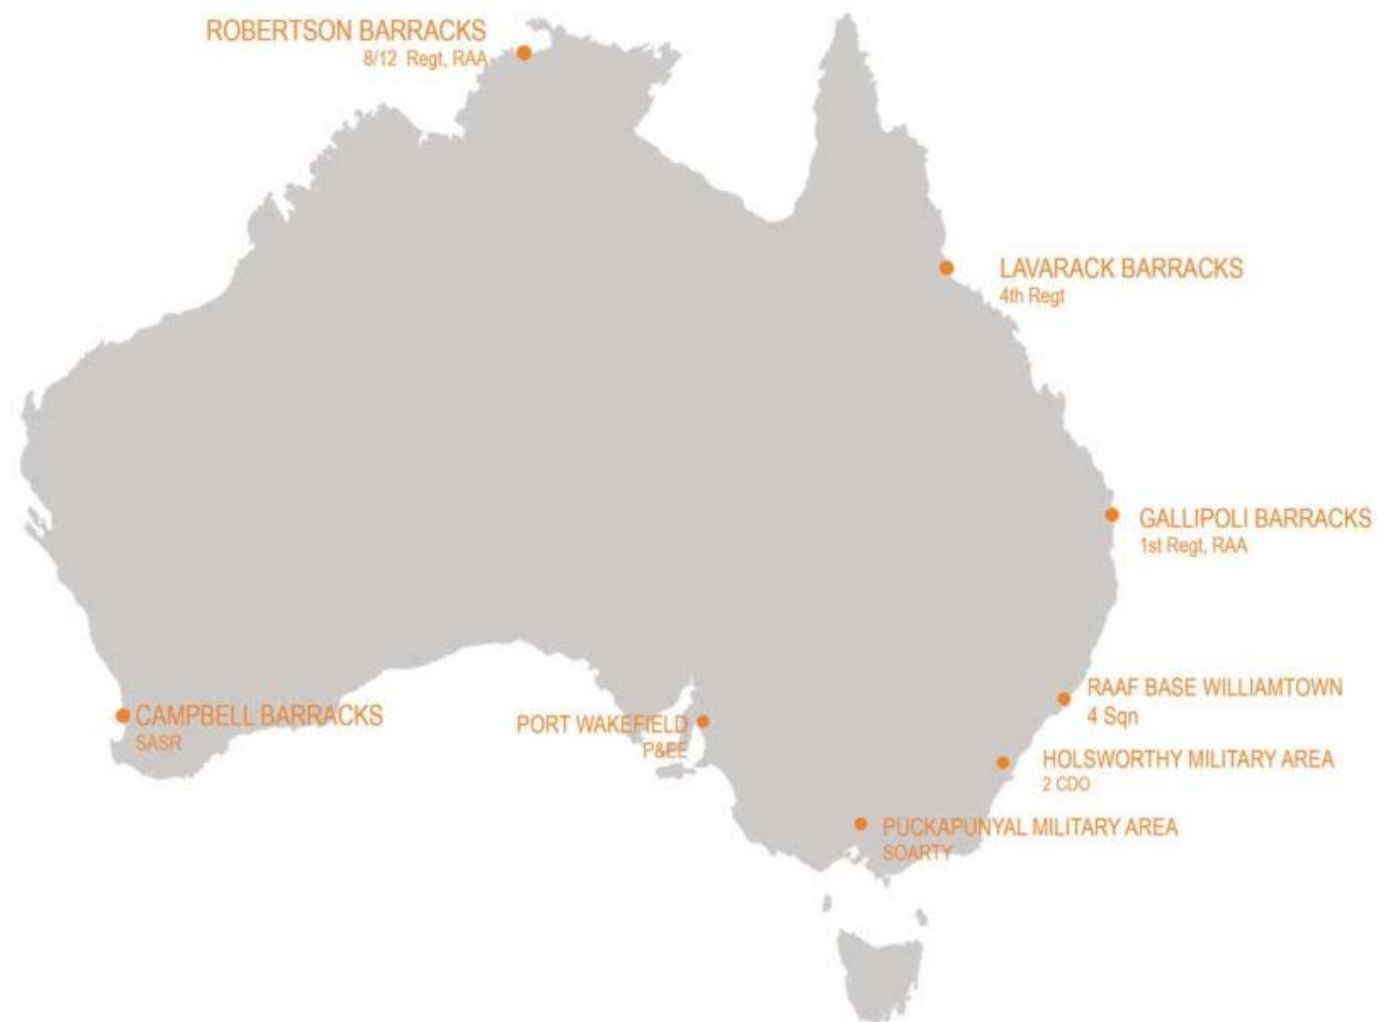 ROBERTSON BARRACKS
8/12 Regt, RAA
LAVARACK BARRACKS
4th Regt
GALLIPOLI BARRACKS
1st Regt, RAA
RAAF BASE WILLIAMTOWN
4 Sqn
CAMPBELL BARRACKS
SASR
PORT WAKEFIELD
P&EE
HOLSWORTHY MILITARY AREA
2 CDO
PUCKAPUNYAL MILITARY AREA
SOARTY